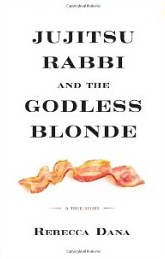 JUJITSU
RABBI
AND THE
GODLESS
BLONDE
A TRUE STORY
REBECCA DANA